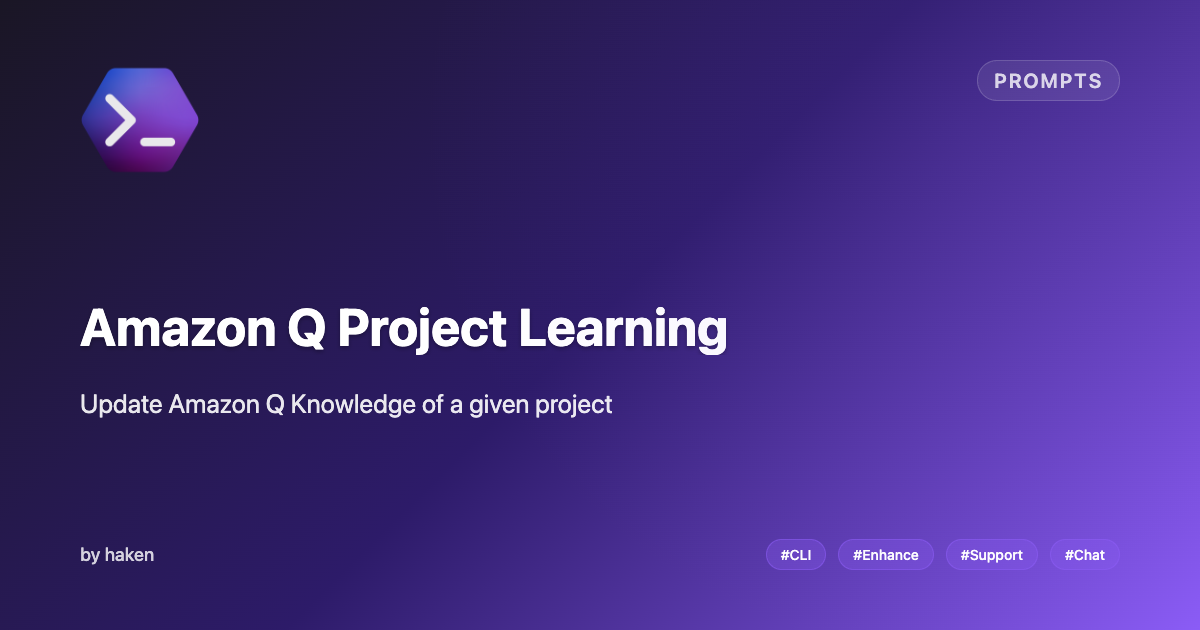 PROMPTS
Amazon Q Project Learning
Update Amazon Q Knowledge of a given project
by haken
#CLI
#Enhance
#Support
#Chat